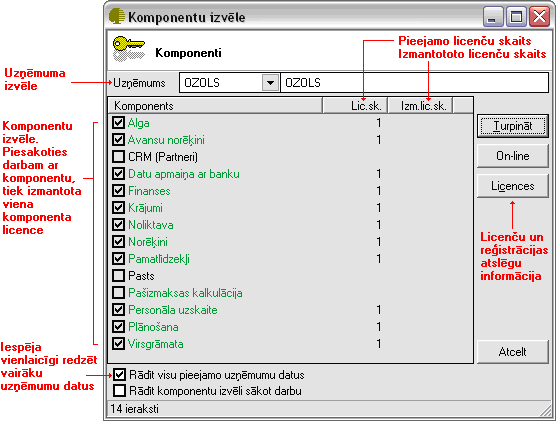 Komponentu izvēle
Komponenti
Pieejamo licenču skaits
Izmantototo licenču skaits
Uzņēmuma
izvēle
Uzņēmums
OZOLS
OZOLS
Komponents
Lic.sk.
Izm.lic.sk.
Alga 1
Avansu norēķini 1
CRM (Partneri)
Datu apmaiņa ar banku 1
Finanses 1
Krājumi 1
Noliktava 1
Norēķini 1
Pamatlīdzekļi 1
Pasts
Pašizmaksas kalkulācija
Personāla uzskaite 1
Plānošana 1
Virsgrāmata 1
Turpināt
On-line
Licences
Atcelt
Komponentu
izvēle.
Piesakoties
darbam ar
komponentu,
tiek izmantota
viena
komponenta
licence
Licenču un
reģistrācijas
atslēgu
informācija
Iespēja
vienlaicīgi redzēt
vairāku
uzņēmumu datus
Rādīt visu pieejamo uzņēmumu datus
Rādīt komponentu izvēli sākot darbu
14 ieraksti